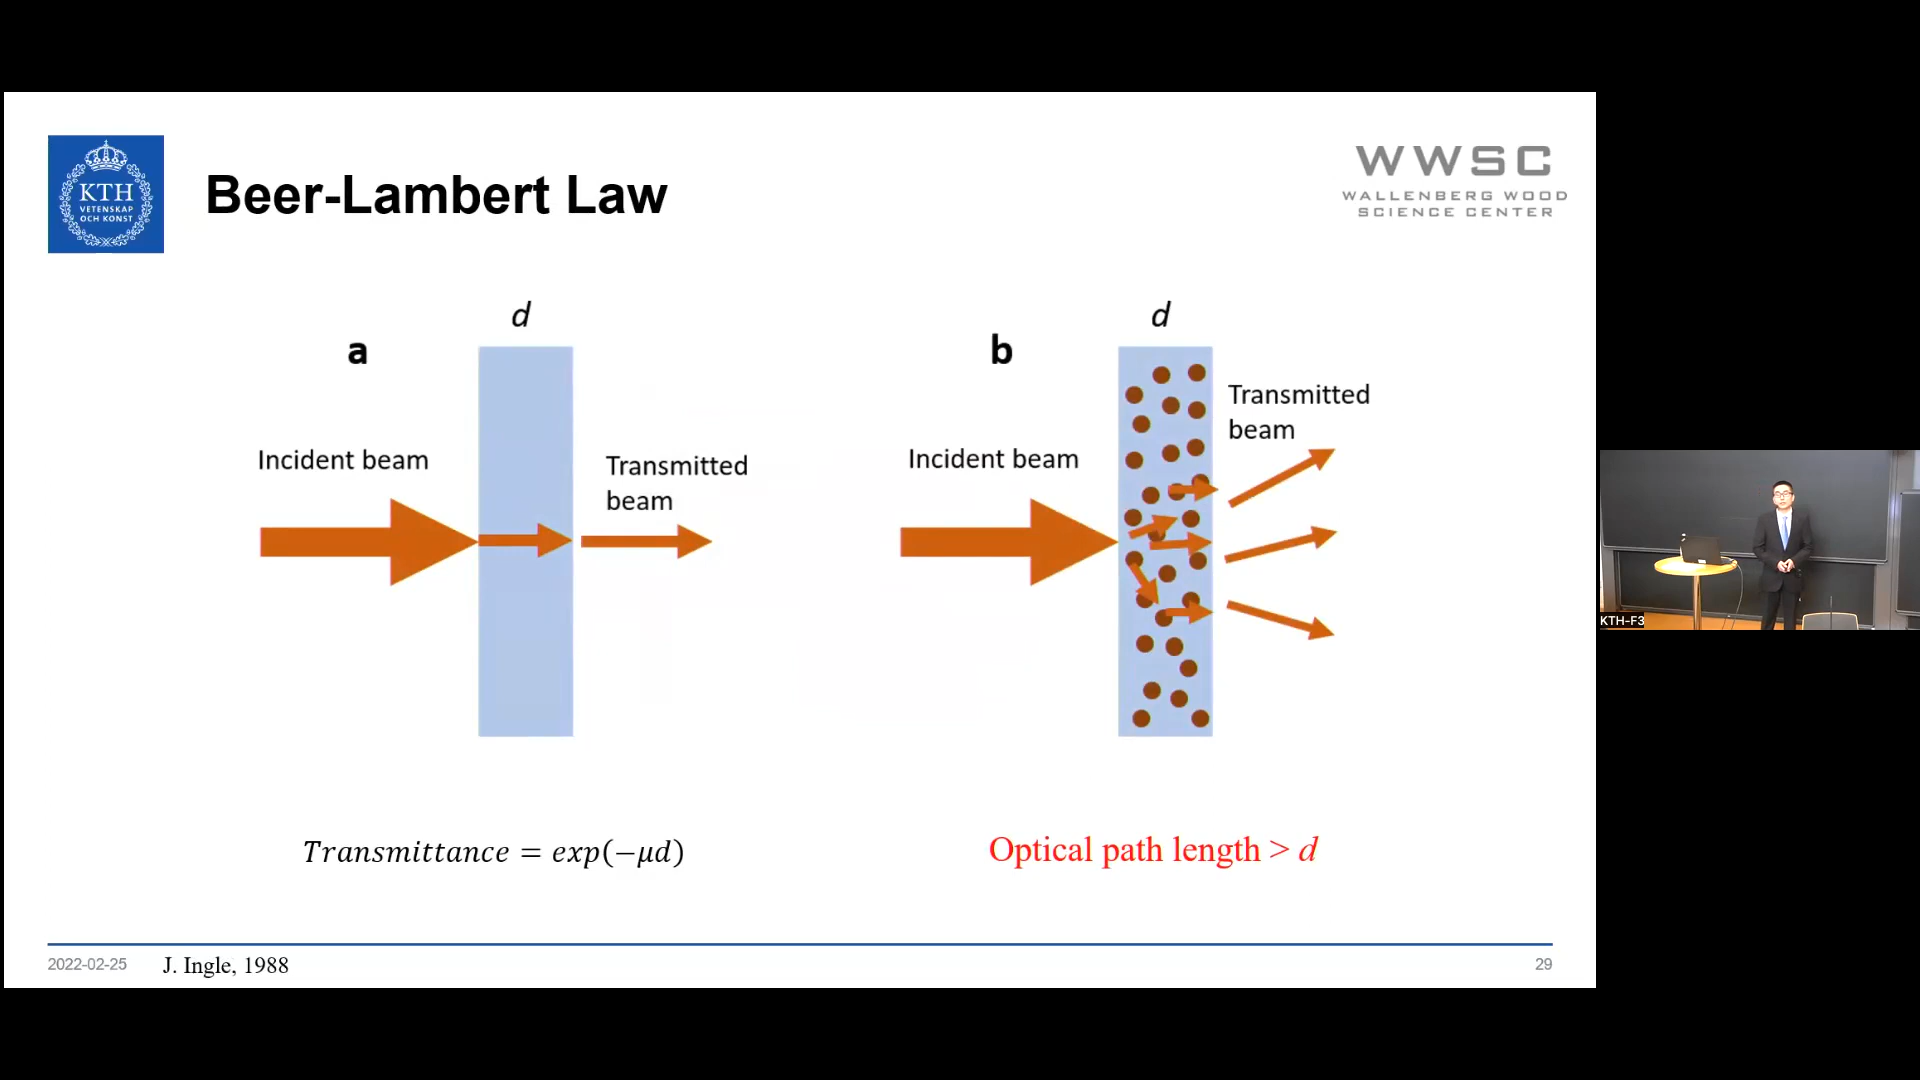 KTH
VETENSKAP
OCH KONST
Beer-Lambert Law
WWSC
WALLENBERG WOOD
SCIENCE CENTER
a
d
Incident beam
Transmitted
beam
Transmittance = exp(−μd)
b
d
Incident beam
Transmitted
beam
Optical path length > d
2022-02-25
J. Ingle, 1988
29
KTH-F3